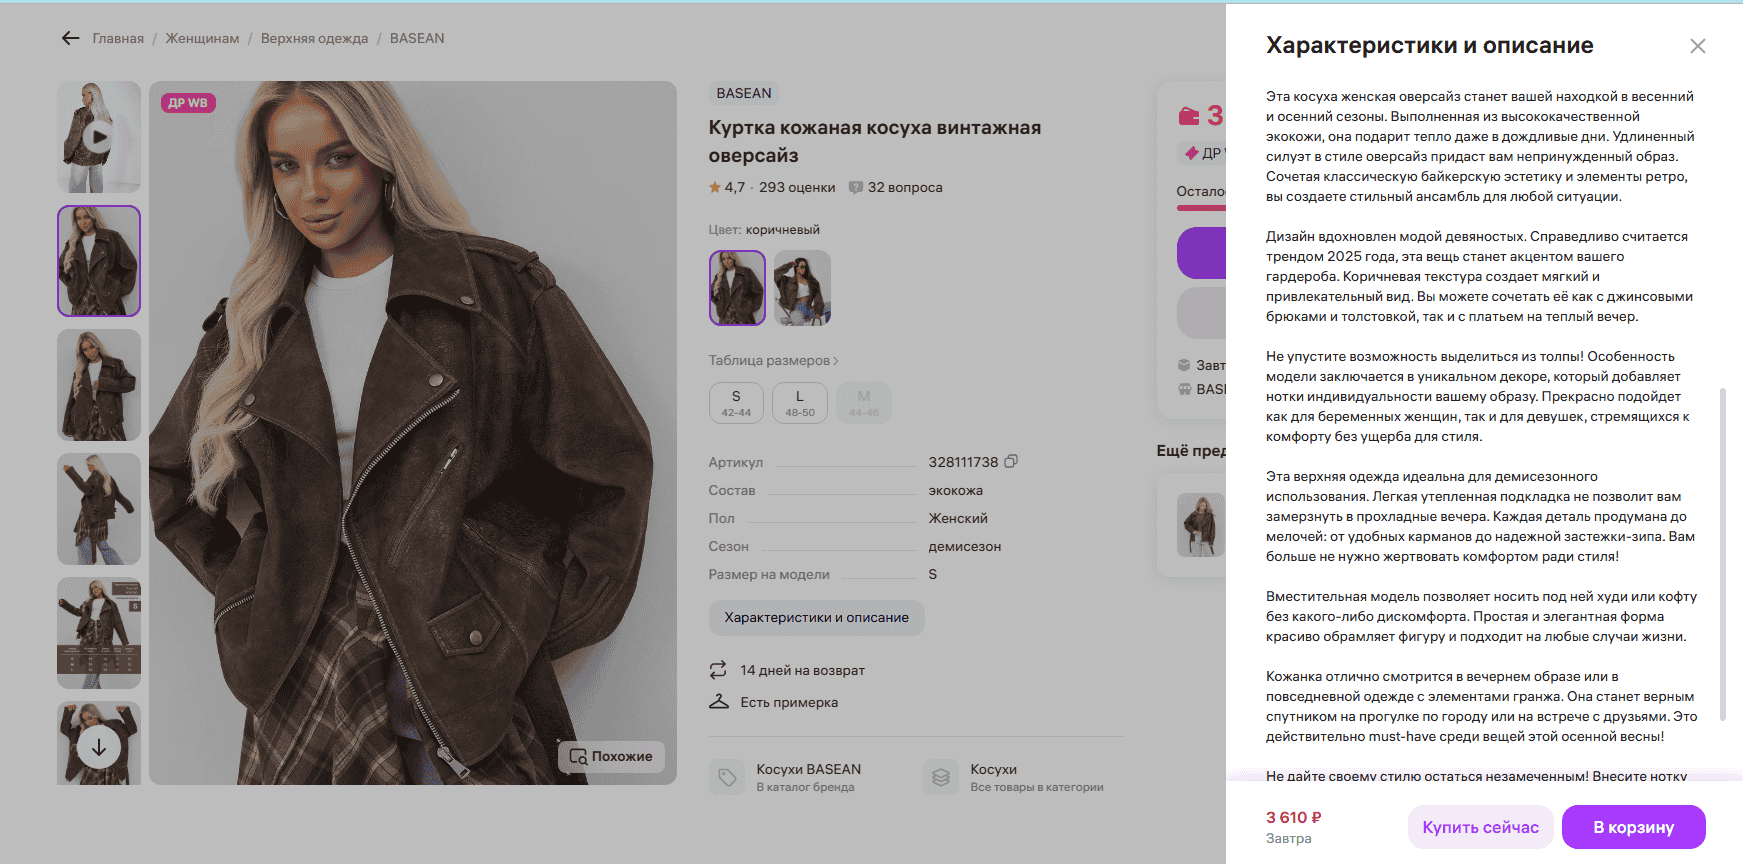 Главная / Женщинам / Верхняя одежда / BASEAN
ДР WB
Похожие
BASEAN
Куртка кожаная косуха винтажная
оверсайз
4,7 · 293 оценки 32 вопроса
Цвет: коричневый
Таблица размеров
S L M
42-44 48-50 44-46
Артикул 328111738
Состав экокожа
Пол Женский
Сезон демисезон
Размер на модели S
Характеристики и описание
14 дней на возврат
Есть примерка
Косухи BASEAN
В каталог бренда
Косухи
Все товары в категории
3
ДР
Остало
Завт
BASE
Ещё пред
Характеристики и описание
Эта косуха женская оверсайз станет вашей находкой в весенний
и осенний сезоны. Выполненная из высококачественной
экокожи, она подарит тепло даже в дождливые дни. Удлиненный
силуэт в стиле оверсайз придаст вам непринужденный образ.
Сочетая классическую байкерскую эстетику и элементы ретро,
вы создаете стильный ансамбль для любой ситуации.
Дизайн вдохновлен модой девяностых. Справедливо считается
трендом 2025 года, эта вещь станет акцентом вашего
гардероба. Коричневая текстура создает мягкий и
привлекательный вид. Вы можете сочетать её как с джинсовыми
брюками и толстовкой, так и с платьем на теплый вечер.
Не упустите возможность выделиться из толпы! Особенность
модели заключается в уникальном декоре, который добавляет
нотки индивидуальности вашему образу. Прекрасно подойдет
как для беременных женщин, так и для девушек, стремящихся к
комфорту без ущерба для стиля.
Эта верхняя одежда идеальна для демисезонного
использования. Легкая утепленная подкладка не позволит вам
замерзнуть в прохладные вечера. Каждая деталь продумана до
мелочей: от удобных карманов до надежной застежки-зипа. Вам
больше не нужно жертвовать комфортом ради стиля!
Вместительная модель позволяет носить под ней худи или кофту
без какого-либо дискомфорта. Простая и элегантная форма
красиво обрамляет фигуру и подходит на любые случаи жизни.
Кожанка отлично смотрится в вечернем образе или в
повседневной одежде с элементами гранжа. Она станет верным
спутником на прогулке по городу или на встрече с друзьями. Это
действительно must-have среди вещей этой осенной весны!
Не дайте своему стилю остаться незамеченным! Внесите нотку
3 610 ₽
Завтра
Купить сейчас
В корзину